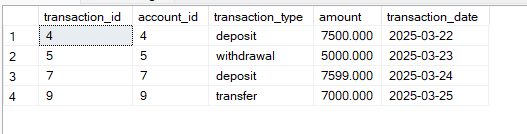 transaction_id account_id transaction_type amount transaction_date
1 4 4 deposit 7500.000 2025-03-22
2 5 5 withdrawal 5000.000 2025-03-23
3 7 7 deposit 7599.000 2025-03-24
4 9 9 transfer 7000.000 2025-03-25